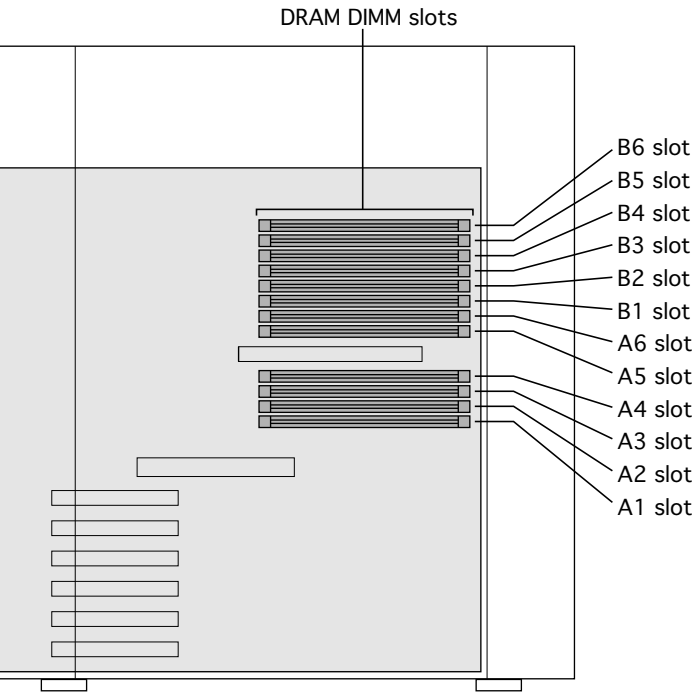 DRAM DIMM slots
B6 slot
B5 slot
B4 slot
B3 slot
B2 slot
B1 slot
A6 slot
A5 slot
A4 slot
A3 slot
A2 slot
A1 slot